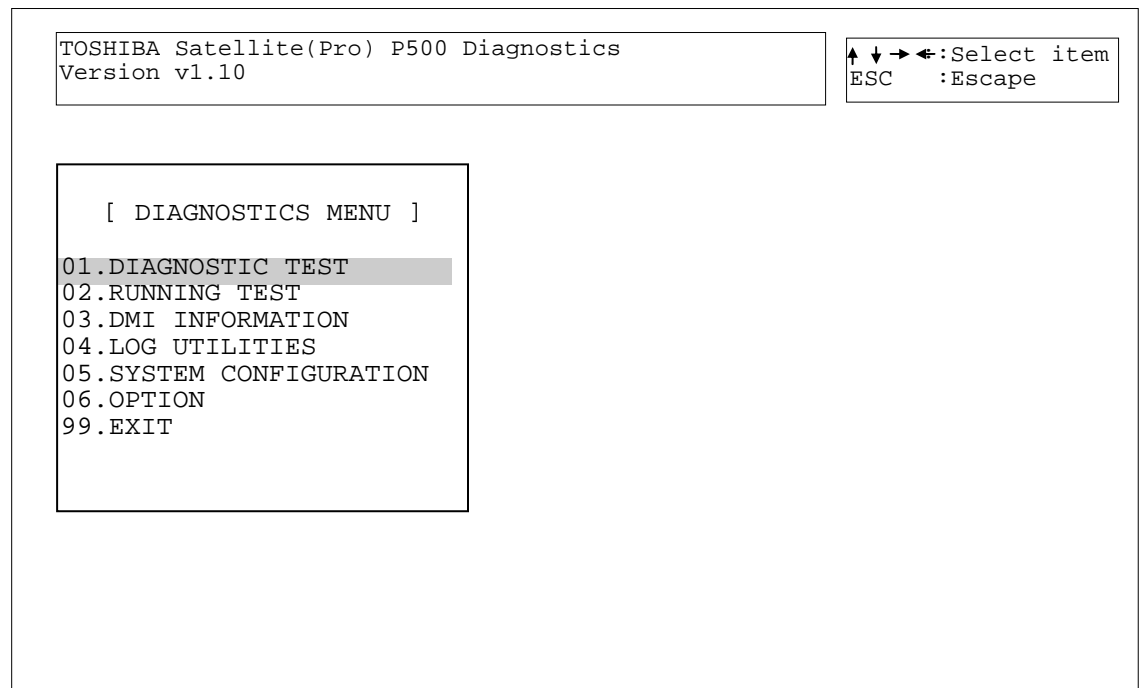 TOSHIBA Satellite(Pro) P500 Diagnostics
Version v1.10
↑ ↓ → ←:Select item
ESC :Escape
[ DIAGNOSTICS MENU ]
01.DIAGNOSTIC TEST
02.RUNNING TEST
03.DMI INFORMATION
04.LOG UTILITIES
05.SYSTEM CONFIGURATION
06.OPTION
99.EXIT